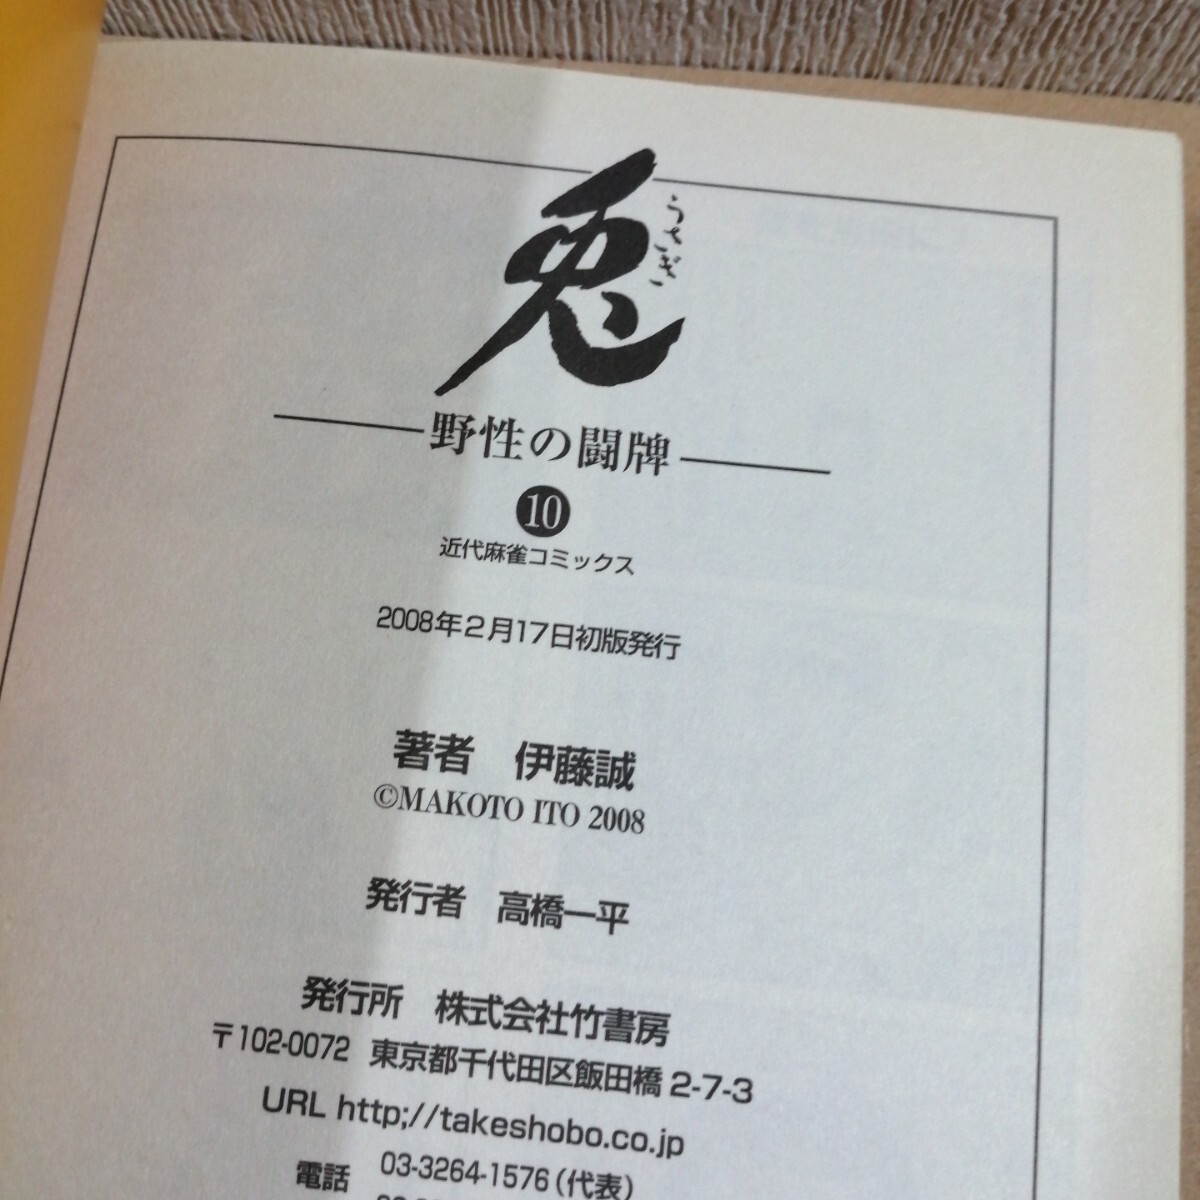 兎
うさぎ
野性の闘牌
10
近代麻雀コミックス
2008年2月17日初版発行
著者 伊藤誠
©MAKOTO ITO 2008
発行者 高橋一平
発行所 株式会社竹書房
〒102-0072 東京都千代田区飯田橋2-7-3
URL http;//takeshobo.co.jp
電話 03-3264-1576(代表)